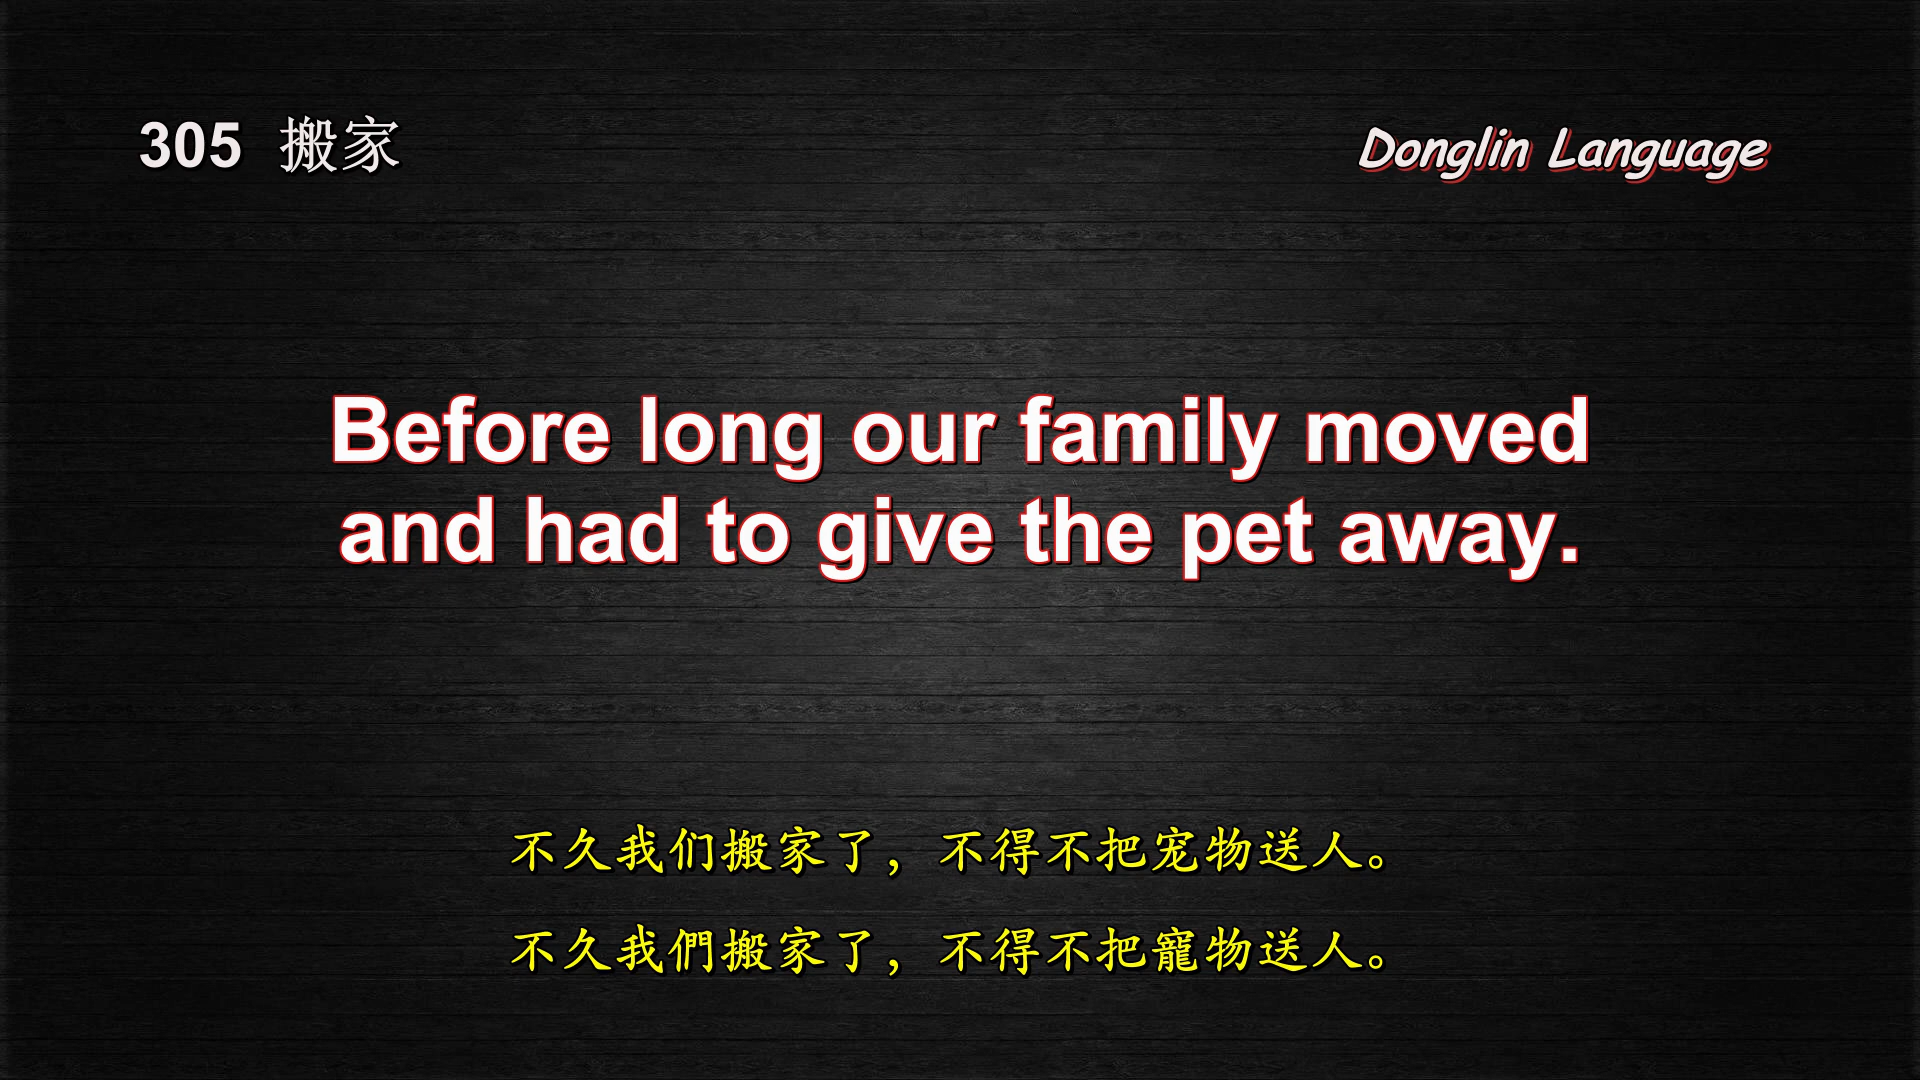 305 搬家
Donglin Language
Before long our family moved
and had to give the pet away.
不久我们搬家了，不得不把宠物送人。
不久我們搬家了，不得不把寵物送人。